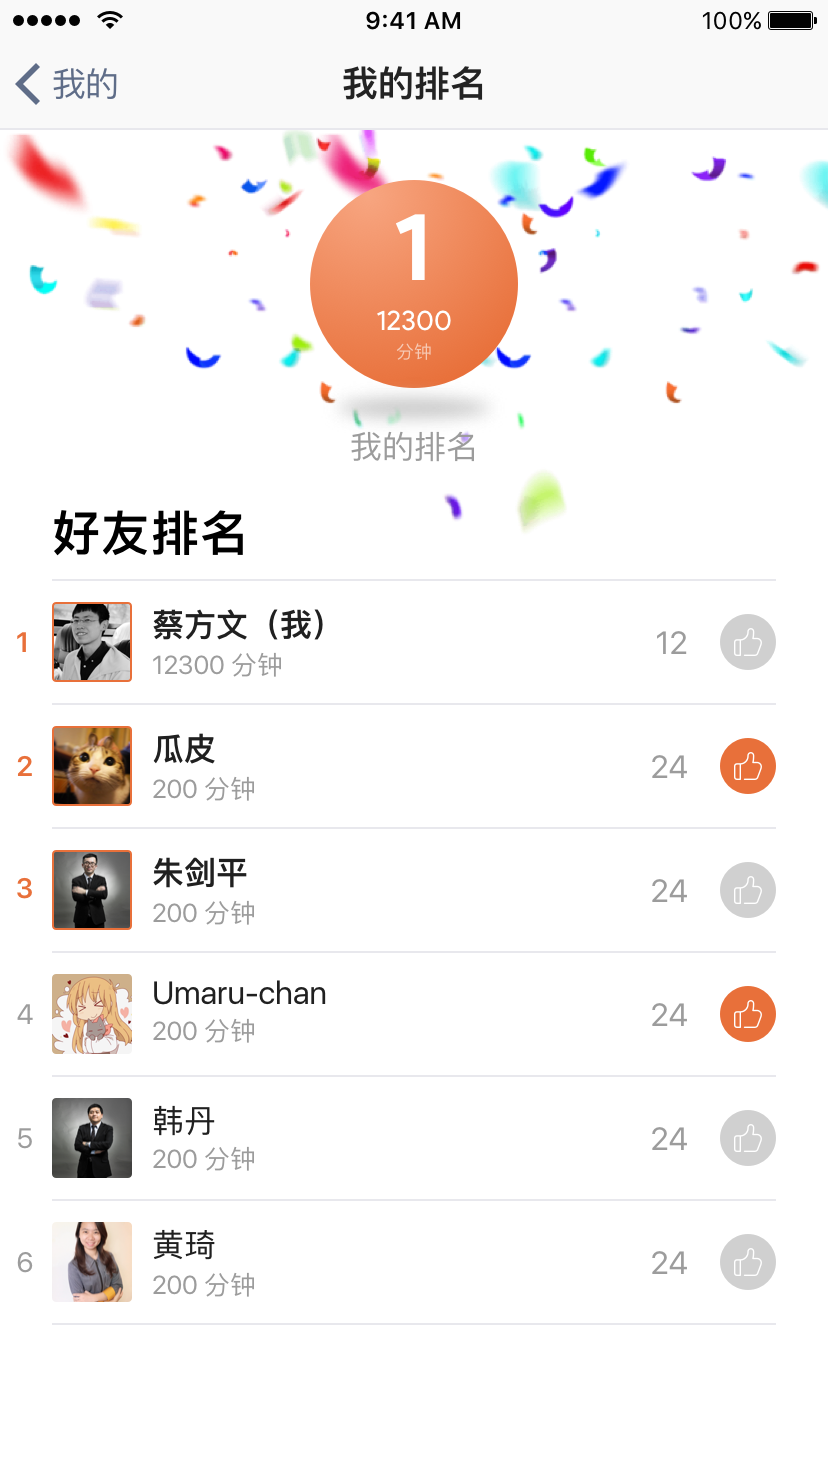 9:41 AM 100%
我的 我的排名
1
12300
分钟
我的排名
好友排名
1 蔡方文（我） 12
12300 分钟
2 瓜皮 24
200 分钟
3 朱剑平 24
200 分钟
4 Umaru-chan 24
200 分钟
5 韩丹 24
200 分钟
6 黄琦 24
200 分钟